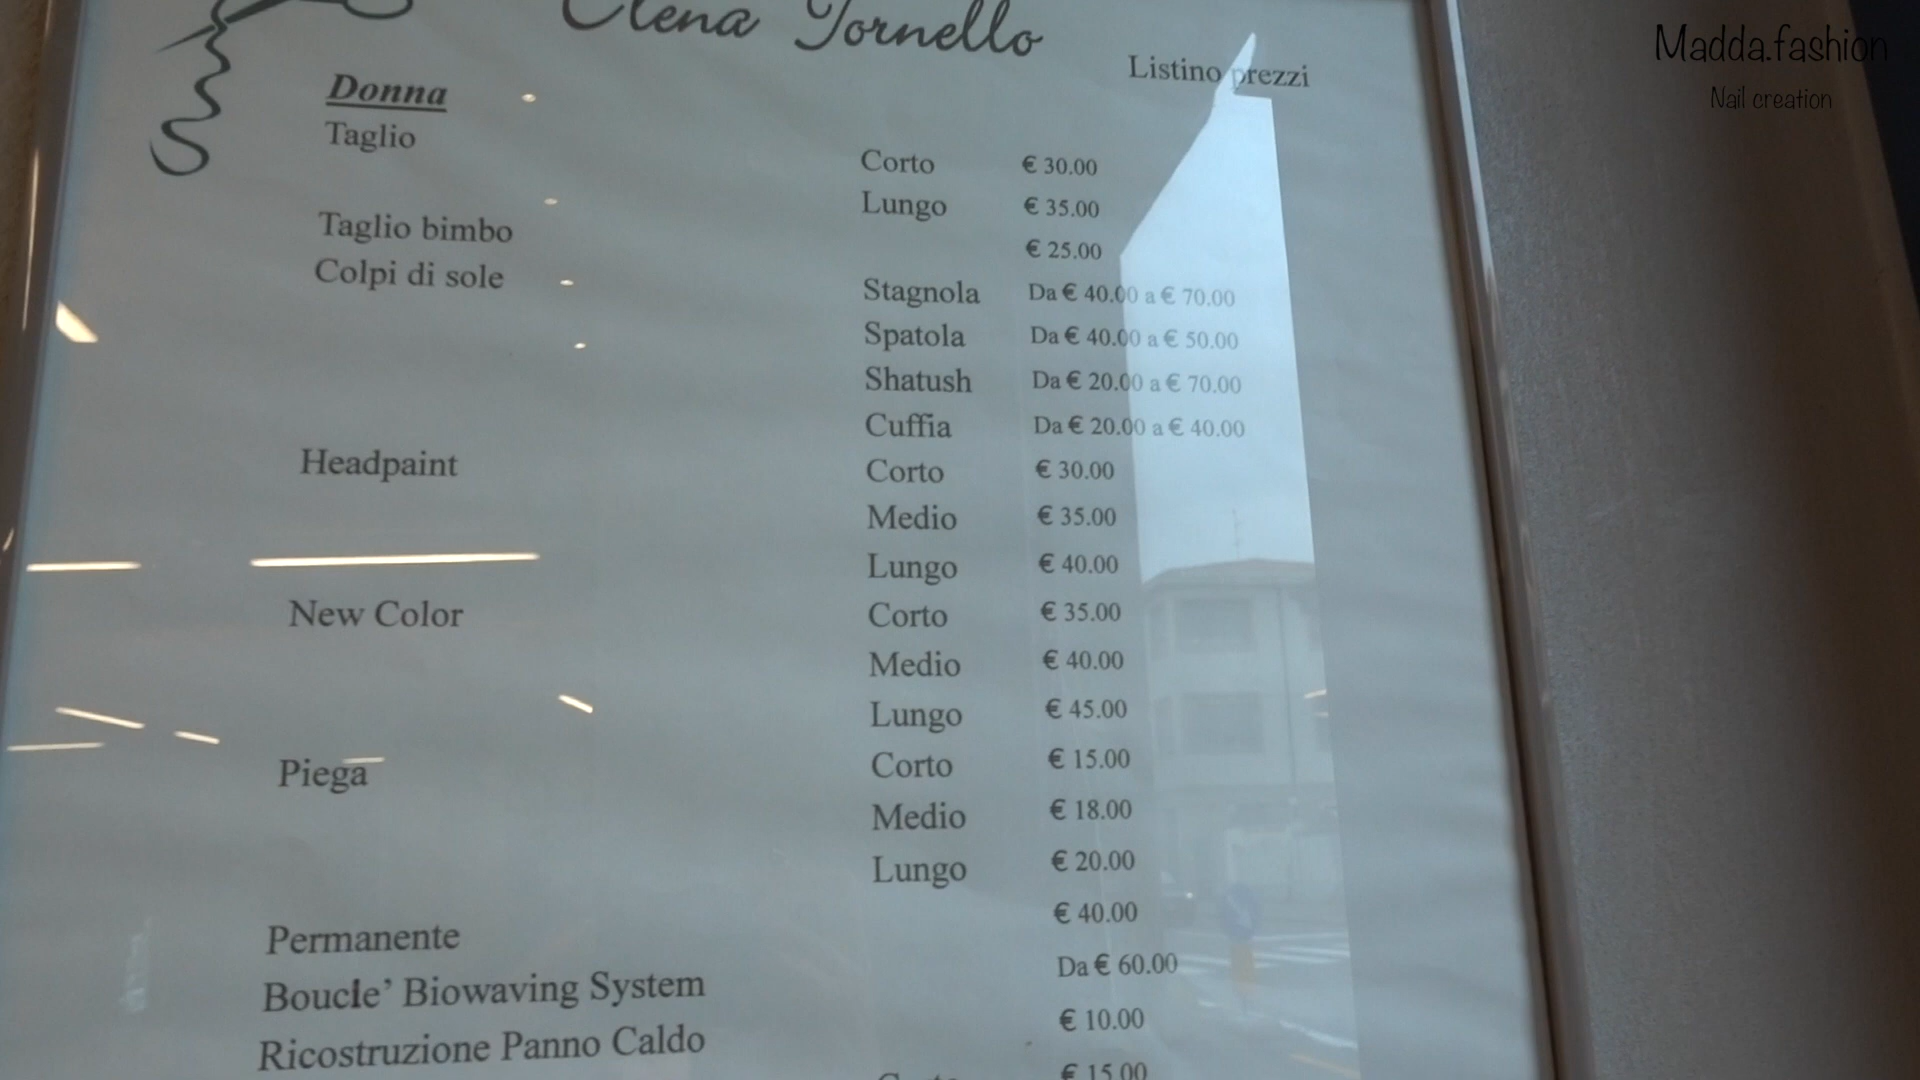 Elena Tornello
Listino prezzi
Madda.fashion
Nail creation
Donna
Taglio
Corto € 30.00
Lungo € 35.00
Taglio bimbo € 25.00
Colpi di sole
Stagnola Da € 40.00 a € 70.00
Spatola Da € 40.00 a € 50.00
Shatush Da € 20.00 a € 70.00
Cuffia Da € 20.00 a € 40.00
Headpaint Corto € 30.00
Medio € 35.00
Lungo € 40.00
New Color Corto € 35.00
Medio € 40.00
Lungo € 45.00
Piega Corto € 15.00
Medio € 18.00
Lungo € 20.00
Permanente € 40.00
Boucle’ Biowaving System Da € 60.00
Ricostruzione Panno Caldo € 10.00
€ 15.00